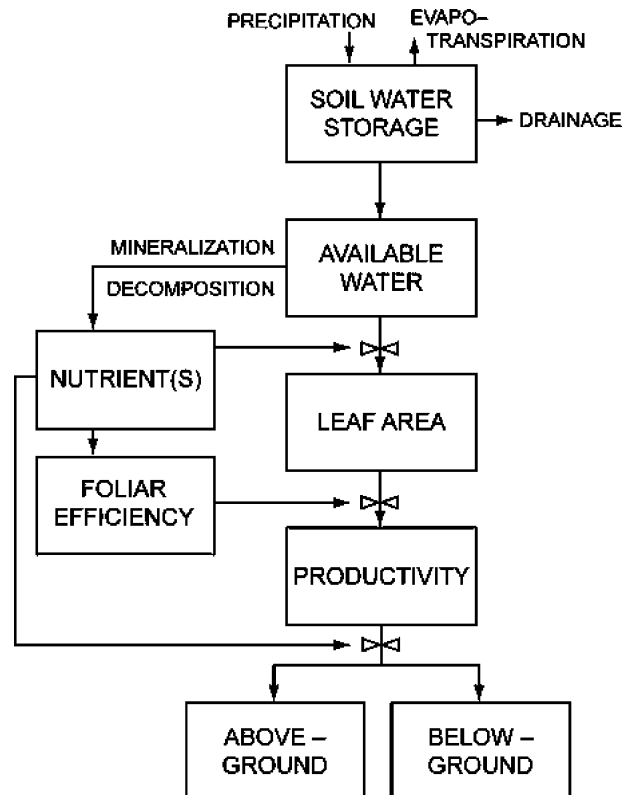 PRECIPITATION
EVAPO–
TRANSPIRATION
SOIL WATER
STORAGE
DRAINAGE
MINERALIZATION
DECOMPOSITION
AVAILABLE
WATER
NUTRIENT(S)
LEAF AREA
FOLIAR
EFFICIENCY
PRODUCTIVITY
ABOVE –
GROUND
BELOW –
GROUND